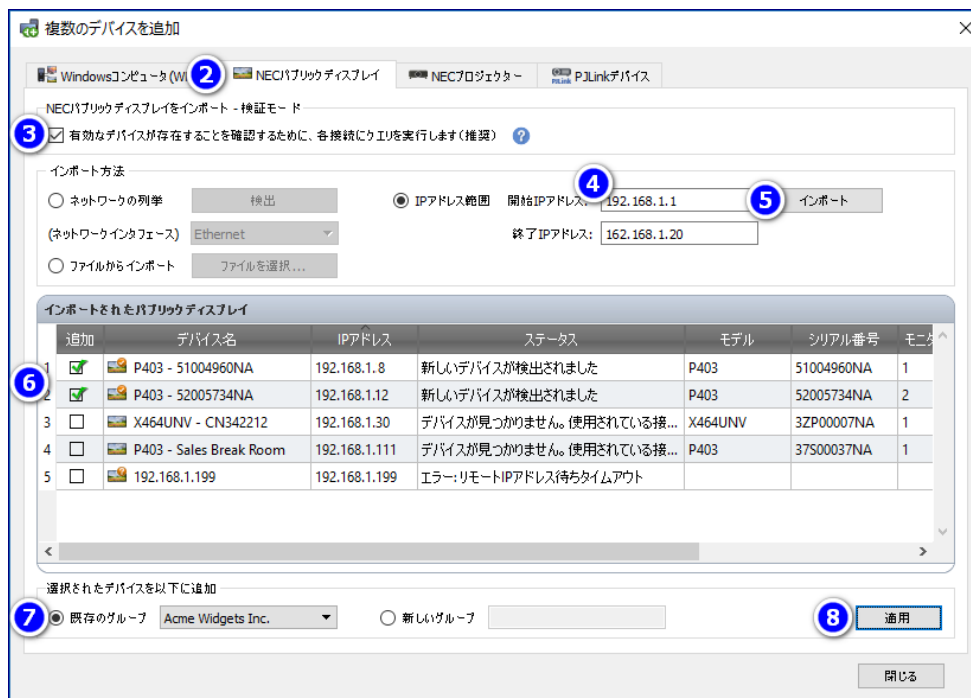 複数のデバイスを追加
Windowsコンピュータ(W
2
NECパブリックディスプレイ
NECプロジェクター
PJLinkデバイス
NECパブリックディスプレイをインポート - 検証モード
3
有効なデバイスが存在することを確認するために、各接続にクエリを実行します(推奨)
?
インポート方法
4
ネットワークの列挙
検出
IPアドレス範囲
開始IPアドレス:
192.168.1.1
5
インポート
(ネットワークインタフェース)
Ethernet
終了IPアドレス:
162.168.1.20
ファイルからインポート
ファイルを選択...
インポートされたパブリックディスプレイ
追加 デバイス名 IPアドレス ステータス モデル シリアル番号 モニタ
1 P403 - 51004960NA 192.168.1.8 新しいデバイスが検出されました P403 51004960NA 1
6
2 P403 - 52005734NA 192.168.1.12 新しいデバイスが検出されました P403 52005734NA 2
3 X464UNV - CN342212 192.168.1.30 デバイスが見つかりません。使用されている接... X464UNV 3ZP00007NA 1
4 P403 - Sales Break Room 192.168.1.111 デバイスが見つかりません。使用されている接... P403 37S00037NA 1
5 192.168.1.199 192.168.1.199 エラー:リモートIPアドレス待ちタイムアウト
選択されたデバイスを以下に追加
7
既存のグループ
Acme Widgets Inc.
新しいグループ
8
適用
閉じる